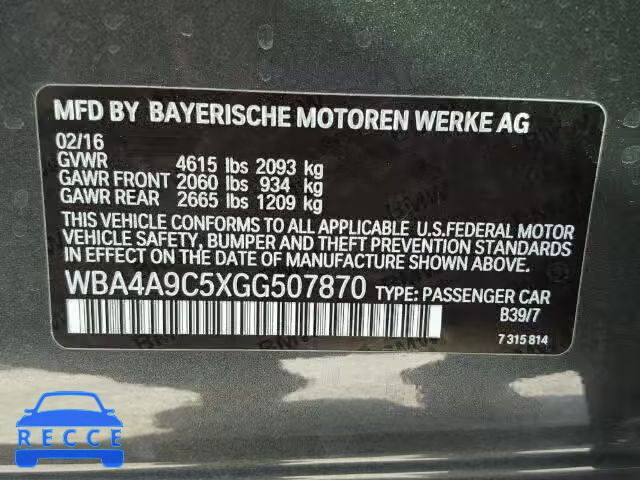 MFD BY BAYERISCHE MOTOREN WERKE AG
02/16
GVWR 4615 lbs 2093 kg
GAWR FRONT 2060 lbs 934 kg
GAWR REAR 2665 lbs 1209 kg
THIS VEHICLE CONFORMS TO ALL APPLICABLE U.S.FEDERAL MOTOR
VEHICLE SAFETY, BUMPER AND THEFT PREVENTION STANDARDS
IN EFFECT ON THE DATE OF MANUFACTURE SHOWN ABOVE.
WBA4A9C5XGG507870 TYPE: PASSENGER CAR
B39/7
7 315 814
RECCE